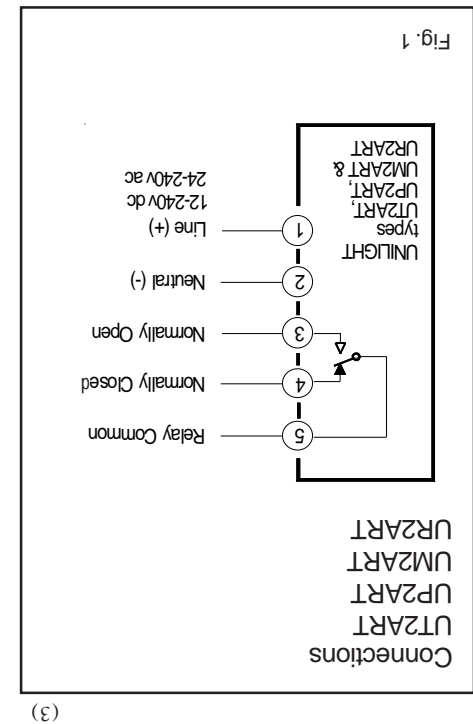 (3)
Connections
UT2ART
UP2ART
UM2ART
UR2ART
5 Relay Common
4 Normally Closed
3 Normally Open
2 Neutral (-)
1 Line (+)
12-240v dc
24-240v ac
UNILIGHT
types
UT2ART,
UP2ART,
UM2ART &
UR2ART
Fig. 1